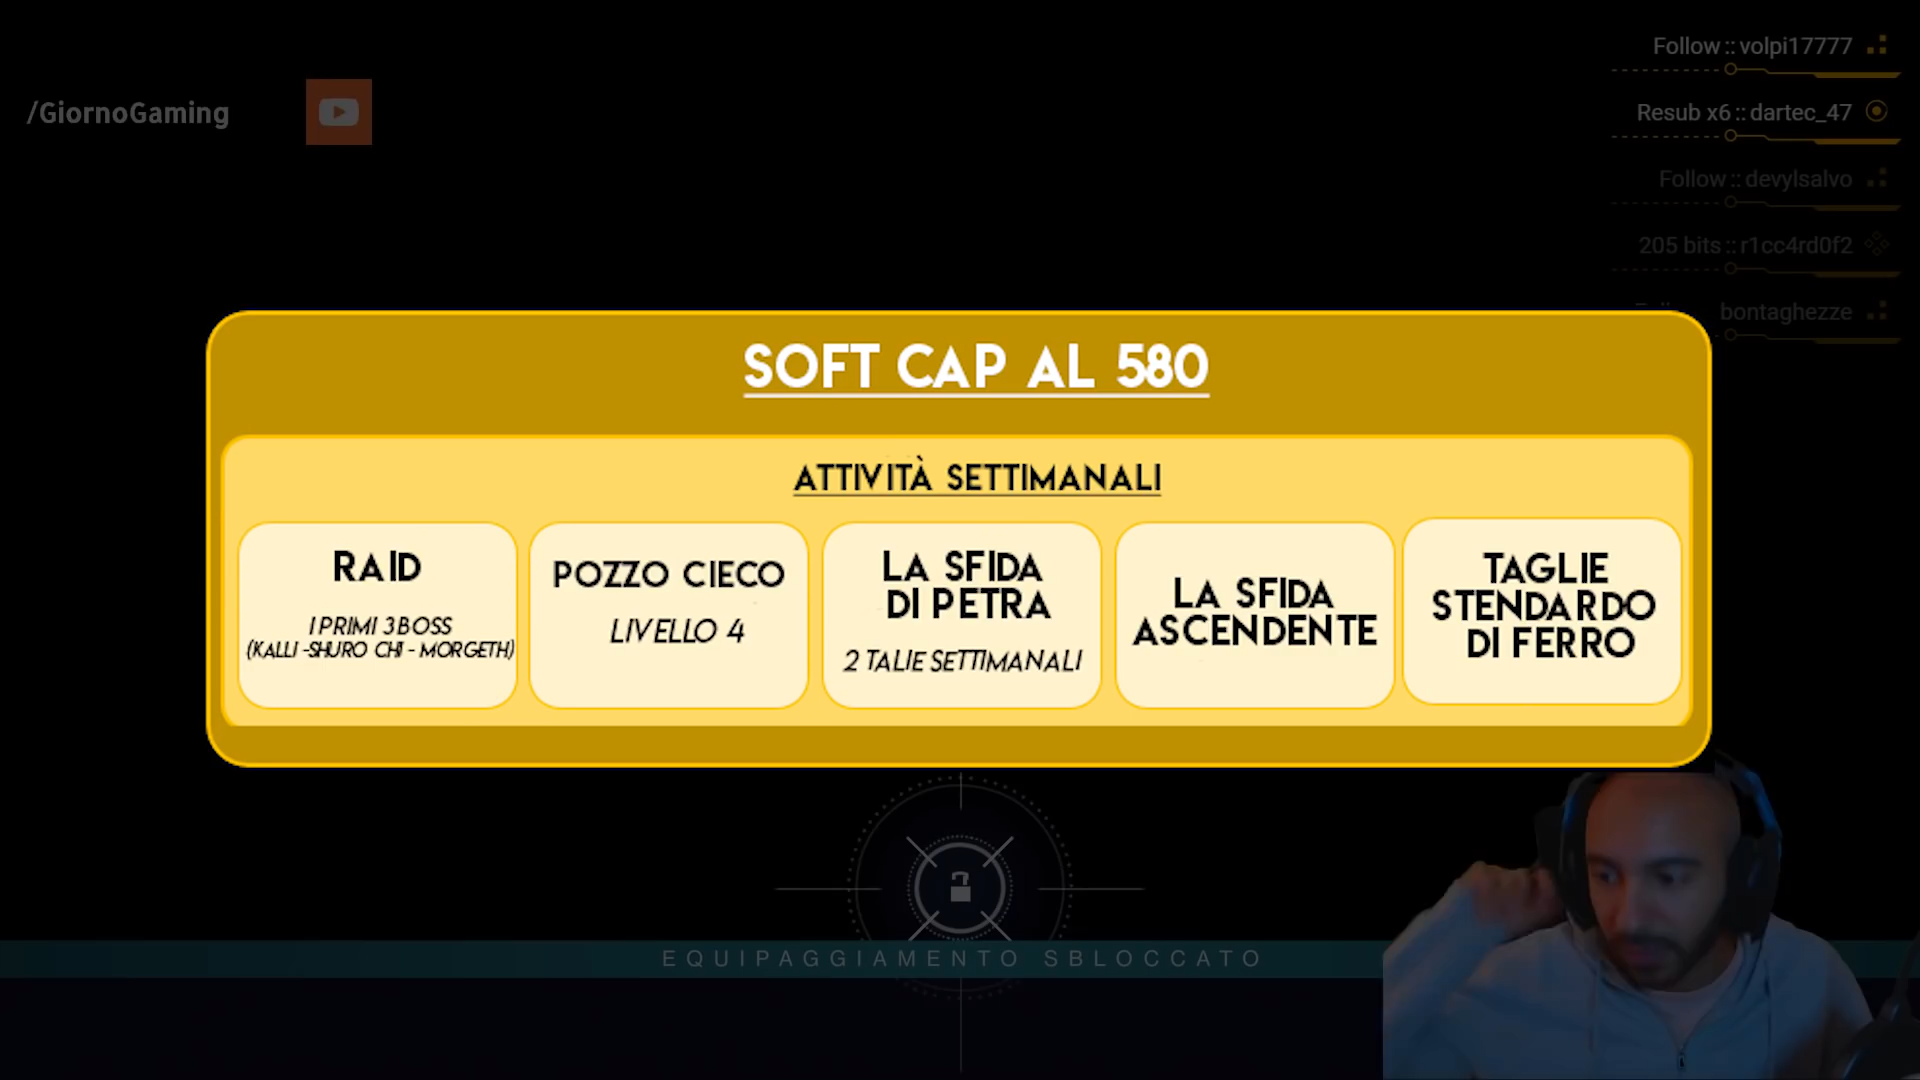 /GiornoGaming
Follow :: volpi17777
Resub x6 :: dartec_47
Follow :: devylsalvo
205 bits :: r1cc4rd0f2
bontaghezze
SOFT CAP AL 580
ATTIVITÀ SETTIMANALI
RAID
I PRIMI 3 BOSS
(KALLI - SHURO CHI - MORGETH)
POZZO CIECO
LIVELLO 4
LA SFIDA
DI PETRA
2 TALIE SETTIMANALI
LA SFIDA
ASCENDENTE
TAGLIE
STENDARDO
DI FERRO
EQUIPAGGIAMENTO SBLOCCATO